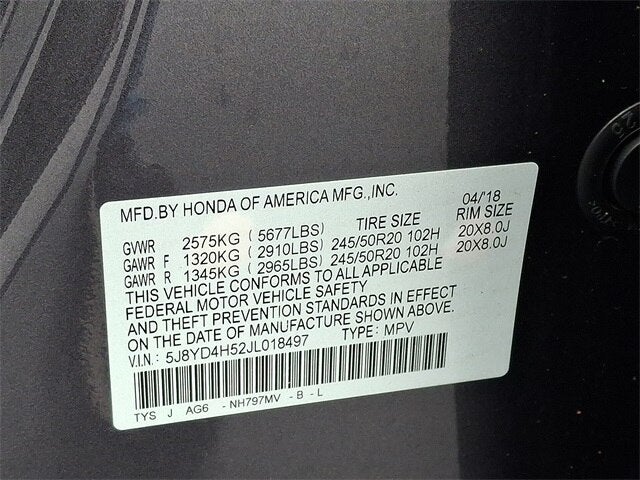 MFD.BY HONDA OF AMERICA MFG.,INC. 04/'18
TIRE SIZE RIM SIZE
GVWR 2575KG (5677LBS)
GAWR F 1320KG (2910LBS) 245/50R20 102H 20X8.0J
GAWR R 1345KG (2965LBS) 245/50R20 102H 20X8.0J
THIS VEHICLE CONFORMS TO ALL APPLICABLE
FEDERAL MOTOR VEHICLE SAFETY
AND THEFT PREVENTION STANDARDS IN EFFECT
ON THE DATE OF MANUFACTURE SHOWN ABOVE.
V.I.N.: 5J8YD4H52JL018497 TYPE: MPV
TYS J AG6 - NH797MV - B - L